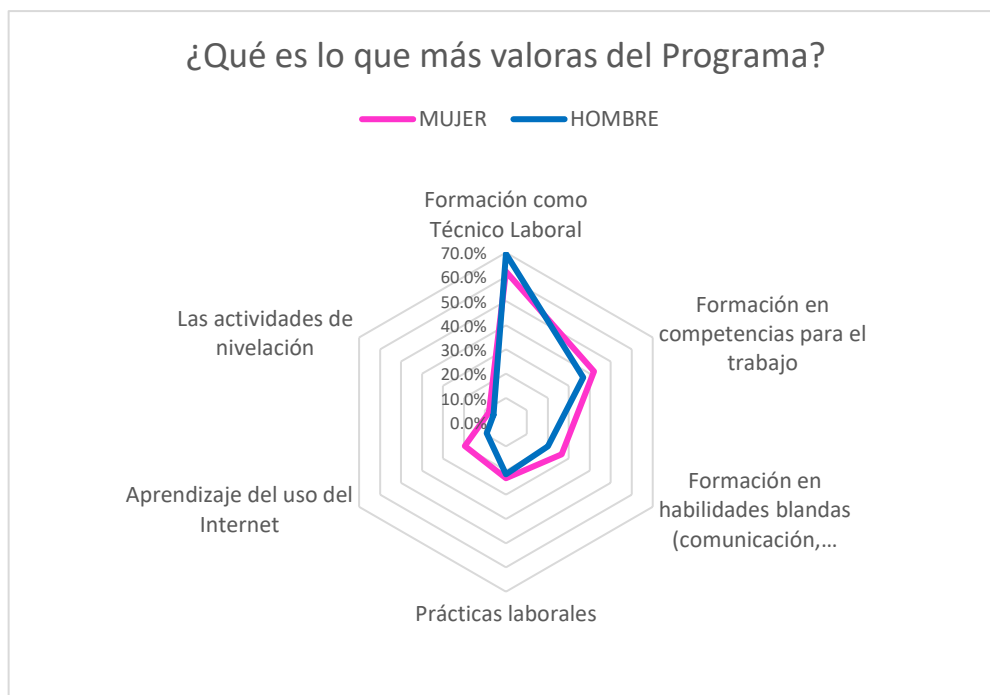 ¿Qué es lo que más valoras del Programa?
MUJER HOMBRE
Formación como
Técnico Laboral
70.0%
60.0%
50.0%
40.0%
30.0%
20.0%
10.0%
0.0%
Formación en
competencias para el
trabajo
Formación en
habilidades blandas
(comunicación,…
Prácticas laborales
Aprendizaje del uso del
Internet
Las actividades de
nivelación